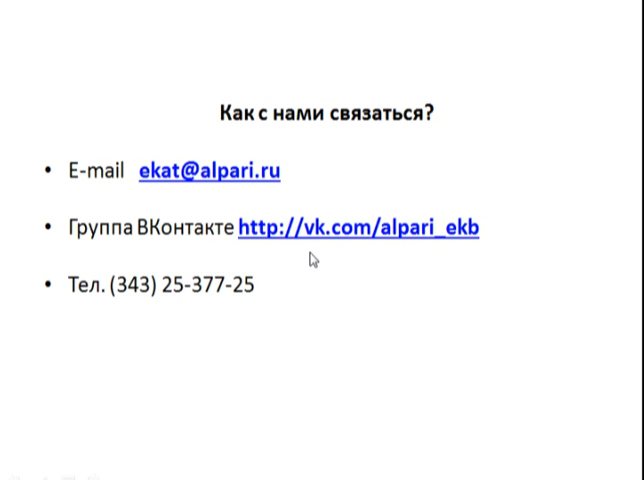 Как с нами связаться?
• E-mail ekat@alpari.ru
• Группа ВКонтакте http://vk.com/alpari_ekb
• Тел. (343) 25-377-25